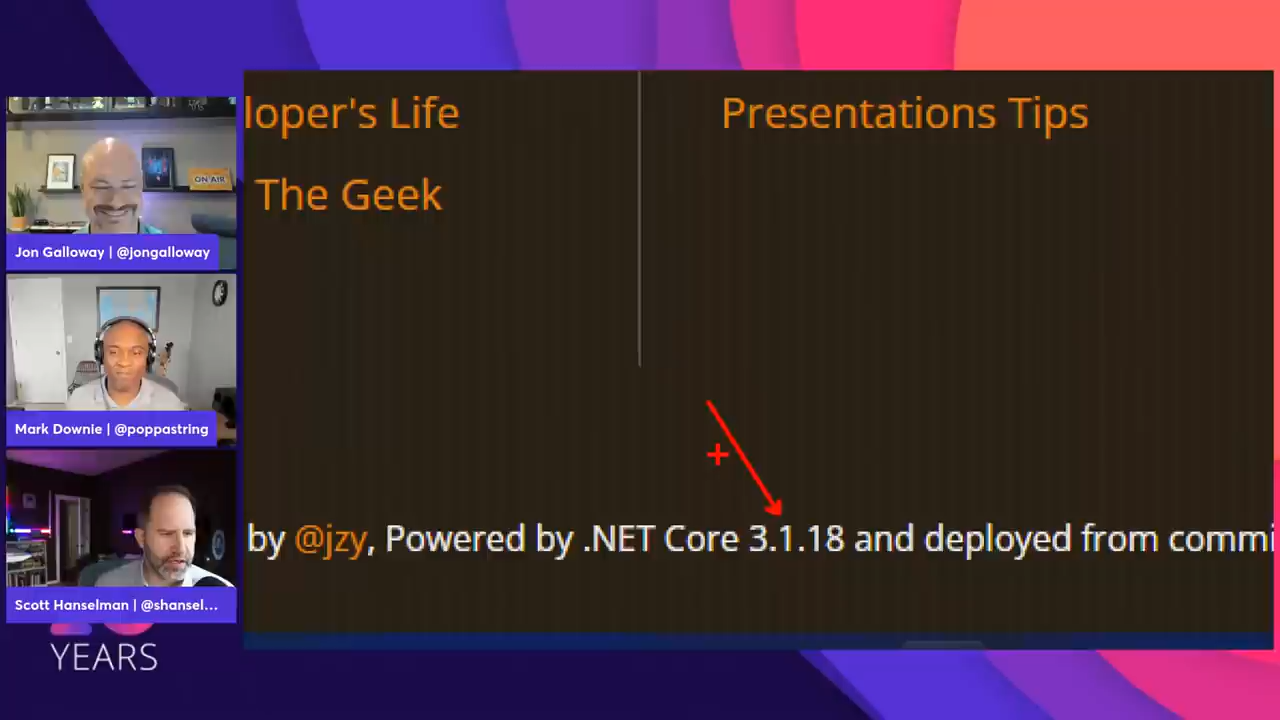 loper's Life
Presentations Tips
The Geek
ON AIR
Jon Galloway | @jongalloway
Mark Downie | @poppastring
by @jzy, Powered by .NET Core 3.1.18 and deployed from commi
Scott Hanselman | @shansel...
YEARS